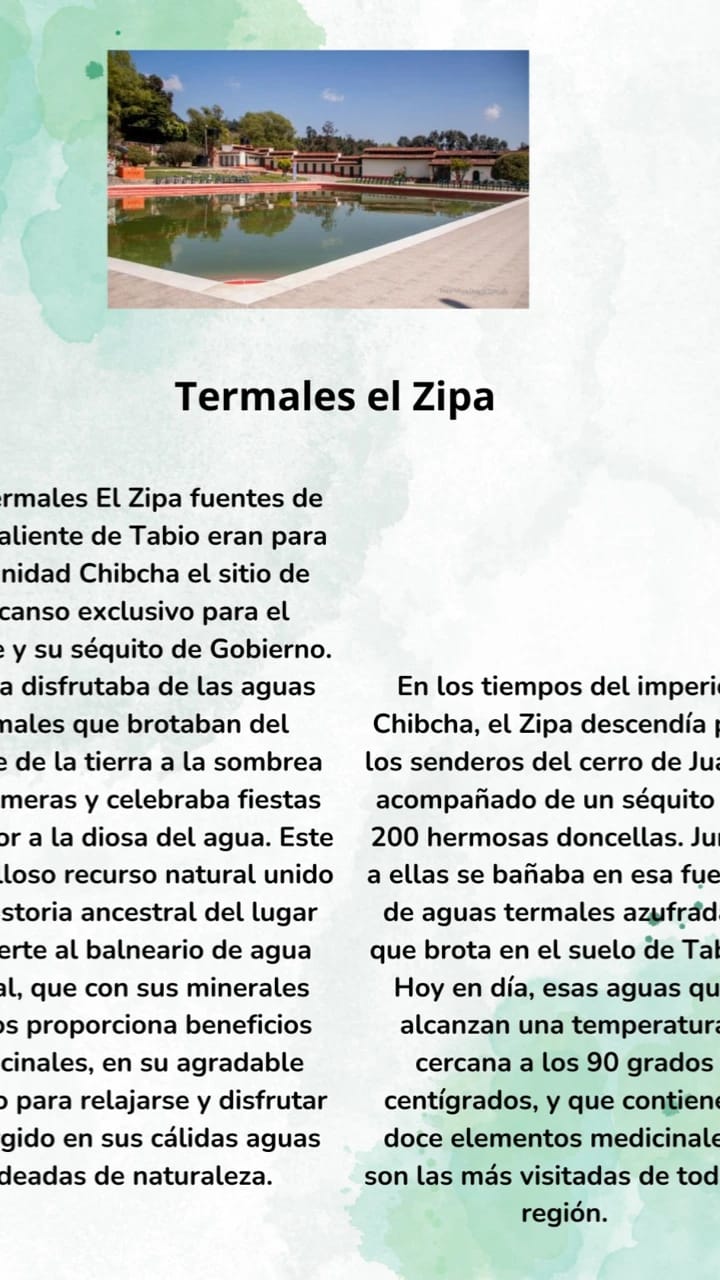 Termales el Zipa
ermales El Zipa fuentes de
aliente de Tabio eran para
nidad Chibcha el sitio de
canso exclusivo para el
e y su séquito de Gobierno.
a disfrutaba de las aguas
males que brotaban del
e de la tierra a la sombrea
meras y celebraba fiestas
or a la diosa del agua. Este
lloso recurso natural unido
storia ancestral del lugar
erte al balneario de agua
al, que con sus minerales
os proporciona beneficios
cinales, en su agradable
o para relajarse y disfrutar
rgido en sus cálidas aguas
deadas de naturaleza.
En los tiempos del imperi
Chibcha, el Zipa descendía p
los senderos del cerro de Jua
acompañado de un séquito
200 hermosas doncellas. Jun
a ellas se bañaba en esa fue
de aguas termales azufrada
que brota en el suelo de Tab
Hoy en día, esas aguas qu
alcanzan una temperatura
cercana a los 90 grados
centígrados, y que contiene
doce elementos medicinale
son las más visitadas de tod
región.